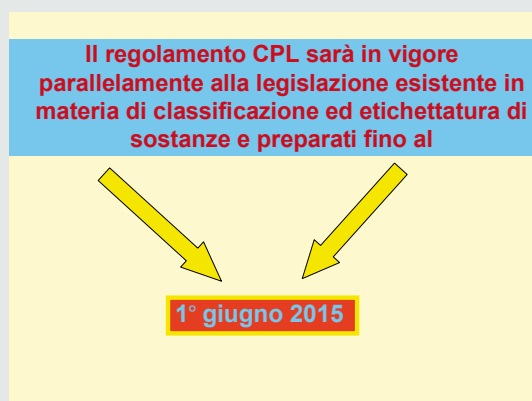 Il regolamento CPL sarà in vigore
parallelamente alla legislazione esistente in
materia di classificazione ed etichettatura di
sostanze e preparati fino al
1° giugno 2015